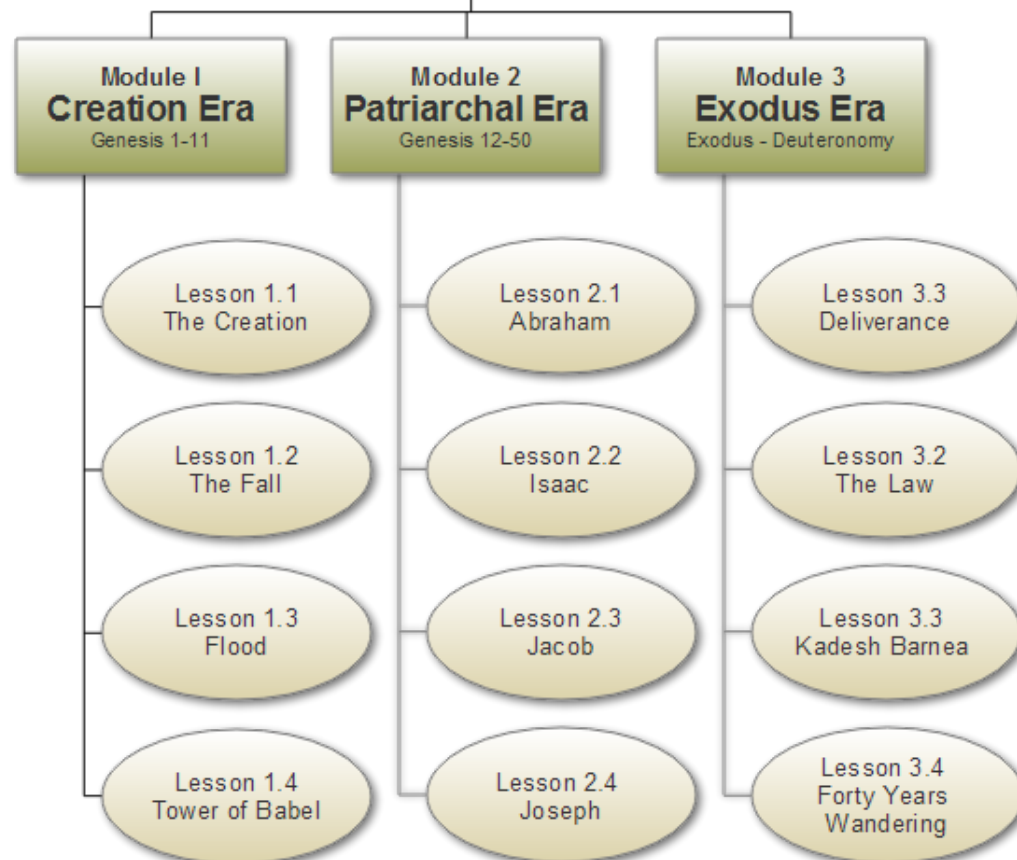 Module I
Creation Era
Genesis 1-11
Module 2
Patriarchal Era
Genesis 12-50
Module 3
Exodus Era
Exodus - Deuteronomy
Lesson 1.1
The Creation
Lesson 1.2
The Fall
Lesson 1.3
Flood
Lesson 1.4
Tower of Babel
Lesson 2.1
Abraham
Lesson 2.2
Isaac
Lesson 2.3
Jacob
Lesson 2.4
Joseph
Lesson 3.3
Deliverance
Lesson 3.2
The Law
Lesson 3.3
Kadesh Barnea
Lesson 3.4
Forty Years
Wandering